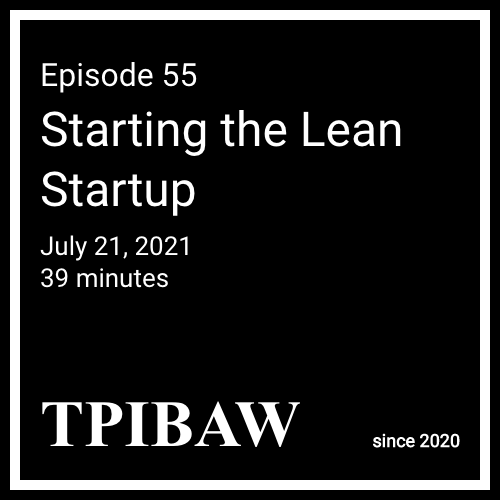 Episode 55
Starting the Lean
Startup
July 21, 2021
39 minutes
TPIBAW
since 2020